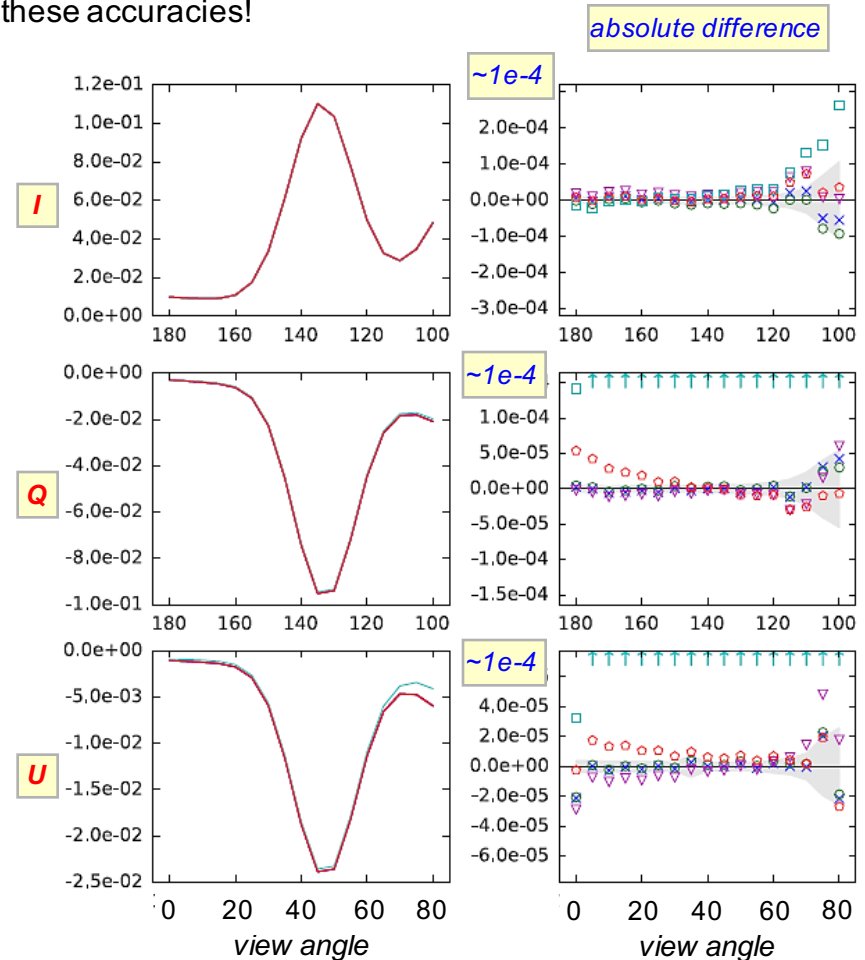 these accuracies!
absolute difference
~1e-4
1.2e-01
1.0e-01
8.0e-02
6.0e-02
4.0e-02
2.0e-02
0.0e+00
I
180 160 140 120 100
2.0e-04
1.0e-04
0.0e+00
-1.0e-04
-2.0e-04
-3.0e-04
180 160 140 120 100
~1e-4
0.0e+00
-2.0e-02
-4.0e-02
-6.0e-02
-8.0e-02
-1.0e-01
Q
180 160 140 120 100
1.0e-04
5.0e-05
0.0e+00
-5.0e-05
-1.0e-04
-1.5e-04
180 160 140 120 100
~1e-4
0.0e+00
-5.0e-03
-1.0e-02
-1.5e-02
-2.0e-02
-2.5e-02
U
0 20 40 60 80
view angle
4.0e-05
2.0e-05
0.0e+00
-2.0e-05
-4.0e-05
-6.0e-05
0 20 40 60 80
view angle